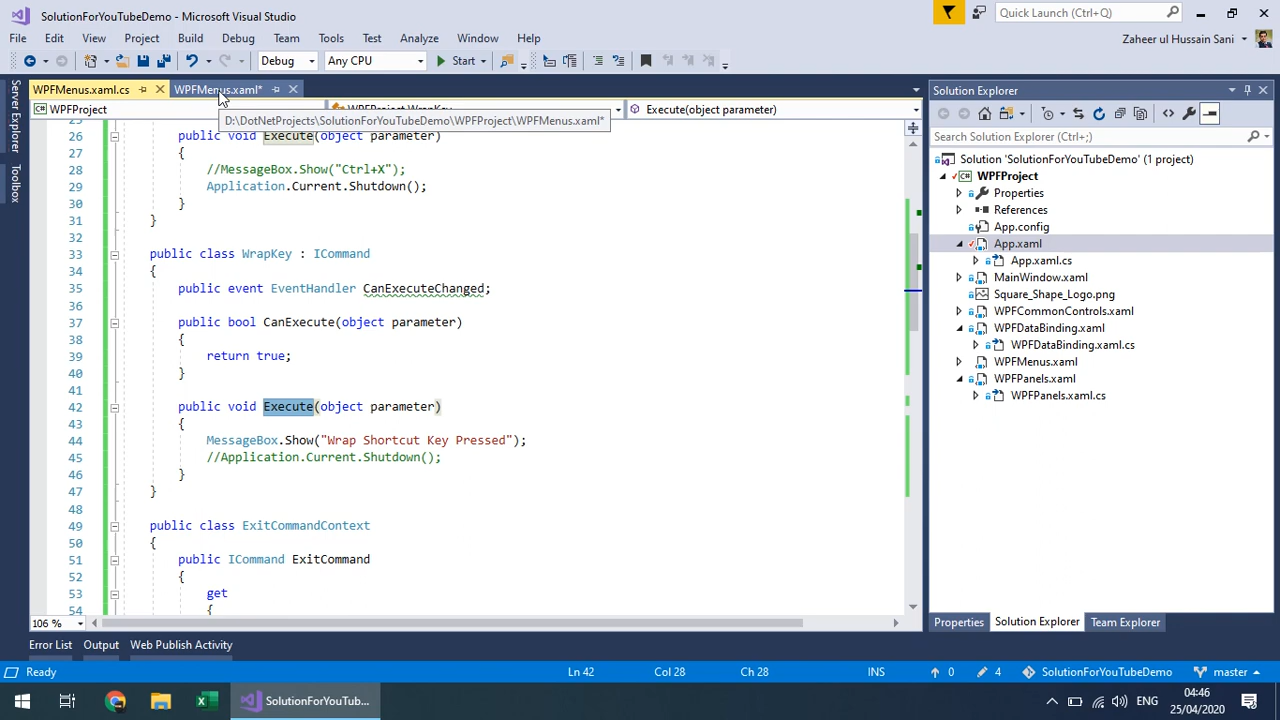 SolutionForYouTubeDemo - Microsoft Visual Studio
Quick Launch (Ctrl+Q)
File Edit View Project Build Debug Team Tools Test Analyze Window Help
Zaheer ul Hussain Sani
Debug Any CPU Start
Server Explorer
Toolbox
WPFMenus.xaml.cs WPFMenus.xaml*
WPFProject Execute(object parameter)
D:\DotNetProjects\SolutionForYouTubeDemo\WPFProject\WPFMenus.xaml*
26 public void Execute(object parameter)
27 {
28 //MessageBox.Show("Ctrl+X");
29 Application.Current.Shutdown();
30 }
31 }
32
33 public class WrapKey : ICommand
34 {
35 public event EventHandler CanExecuteChanged;
36
37 public bool CanExecute(object parameter)
38 {
39 return true;
40 }
41
42 public void Execute(object parameter)
43 {
44 MessageBox.Show("Wrap Shortcut Key Pressed");
45 //Application.Current.Shutdown();
46 }
47 }
48
49 public class ExitCommandContext
50 {
51 public ICommand ExitCommand
52 {
53 get
54 {
106 %
Solution Explorer
Search Solution Explorer (Ctrl+;)
Solution 'SolutionForYouTubeDemo' (1 project)
WPFProject
Properties
References
App.config
App.xaml
App.xaml.cs
MainWindow.xaml
Square_Shape_Logo.png
WPFCommonControls.xaml
WPFDataBinding.xaml
WPFDataBinding.xaml.cs
WPFMenus.xaml
WPFPanels.xaml
WPFPanels.xaml.cs
Properties Solution Explorer Team Explorer
Error List Output Web Publish Activity
Ready Ln 42 Col 28 Ch 28 INS 0 4 SolutionForYouTubeDemo master
SolutionForYouTub...
ENG
04:46
25/04/2020